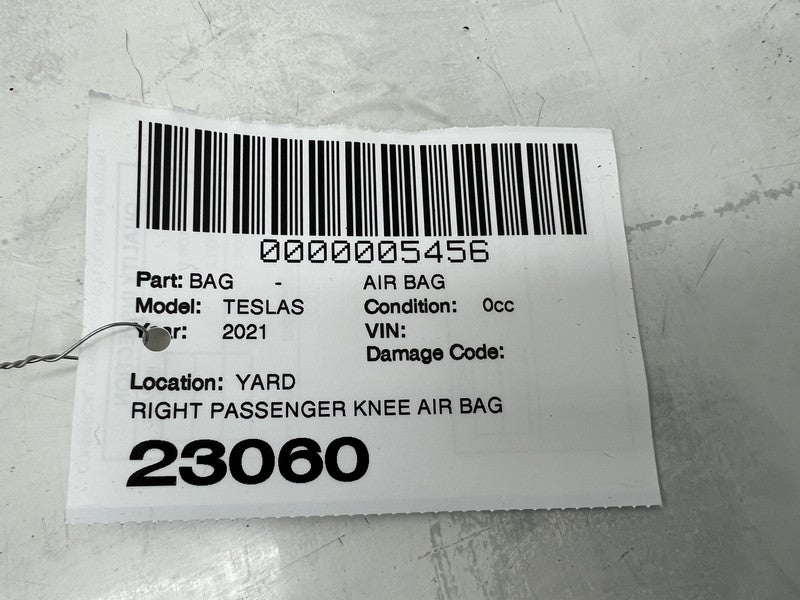 0000005456
Part: BAG - AIR BAG
Model: TESLAS Condition: 0cc
Year: 2021 VIN:
Damage Code:
Location: YARD
RIGHT PASSENGER KNEE AIR BAG
23060